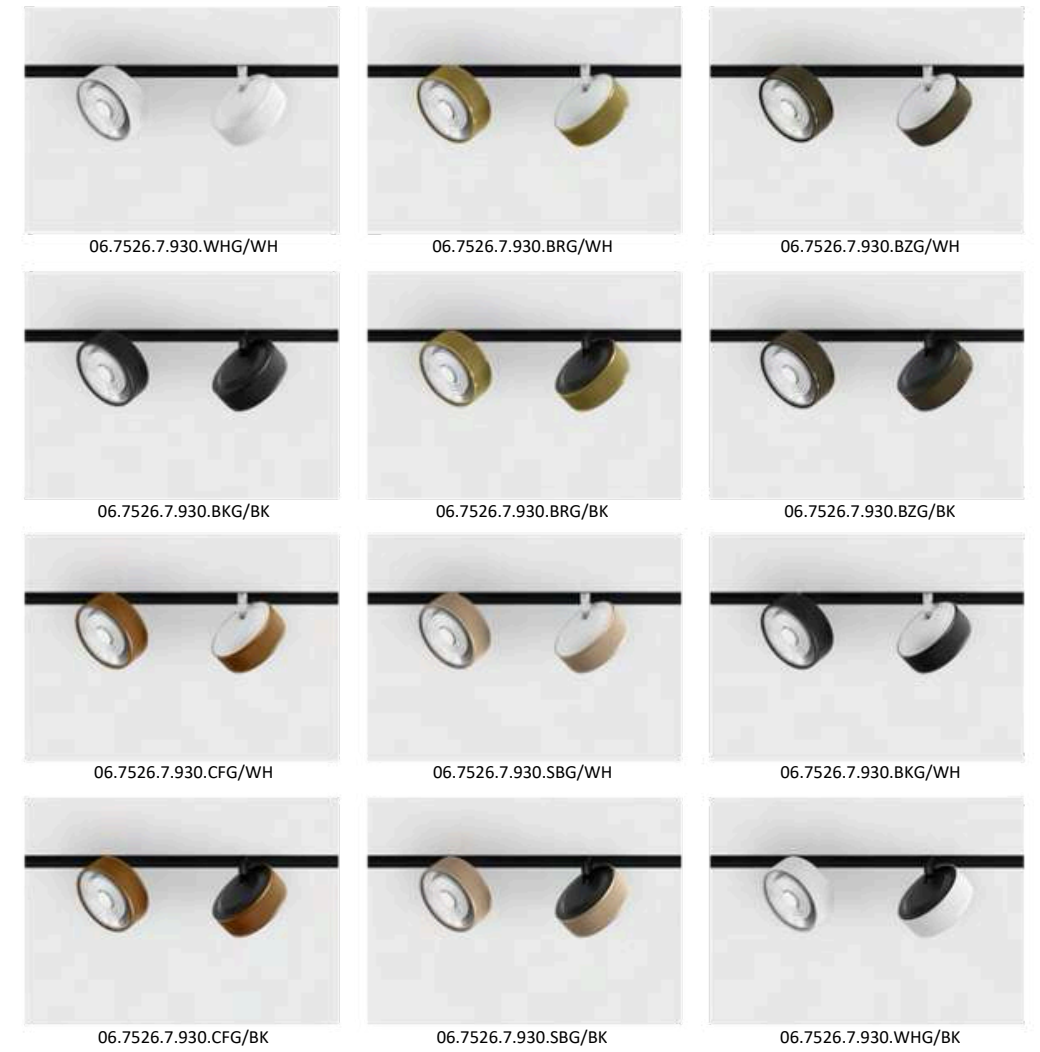 06.7526.7.930.WHG/WH
06.7526.7.930.BRG/WH
06.7526.7.930.BZG/WH
06.7526.7.930.BKG/BK
06.7526.7.930.BRG/BK
06.7526.7.930.BZG/BK
06.7526.7.930.CFG/WH
06.7526.7.930.SBG/WH
06.7526.7.930.BKG/WH
06.7526.7.930.CFG/BK
06.7526.7.930.SBG/BK
06.7526.7.930.WHG/BK